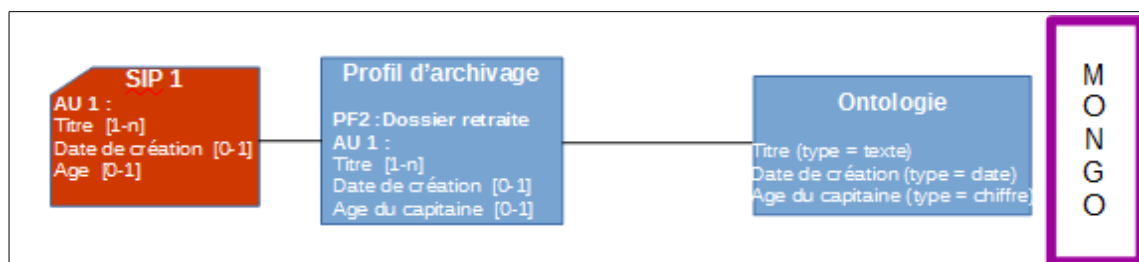 SIP 1
AU 1 :
Titre [1-n]
Date de création [0-1]
Age [0-1]
Profil d'archivage
PF2 : Dossier retraite
AU 1 :
Titre [1-n]
Date de création [0-1]
Age du capitaine [0-1]
Ontologie
Titre (type = texte)
Date de création (type = date)
Age du capitaine (type = chiffre)
M
O
N
G
O